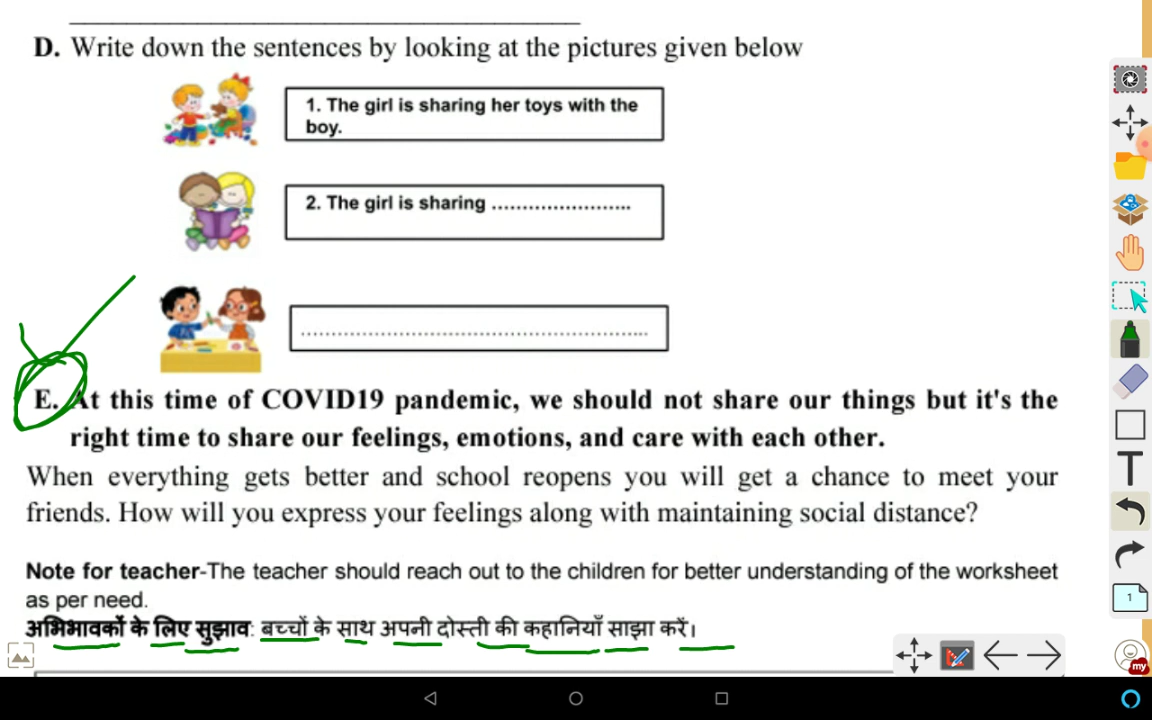 D. Write down the sentences by looking at the pictures given below
1. The girl is sharing her toys with the
boy.
2. The girl is sharing .......................
..........................................................
E. At this time of COVID19 pandemic, we should not share our things but it's the
right time to share our feelings, emotions, and care with each other.
When everything gets better and school reopens you will get a chance to meet your
friends. How will you express your feelings along with maintaining social distance?
Note for teacher-The teacher should reach out to the children for better understanding of the worksheet
as per need.
अभिभावकों के लिए सुझाव: बच्चों के साथ अपनी दोस्ती की कहानियाँ साझा करें।
T
1
my